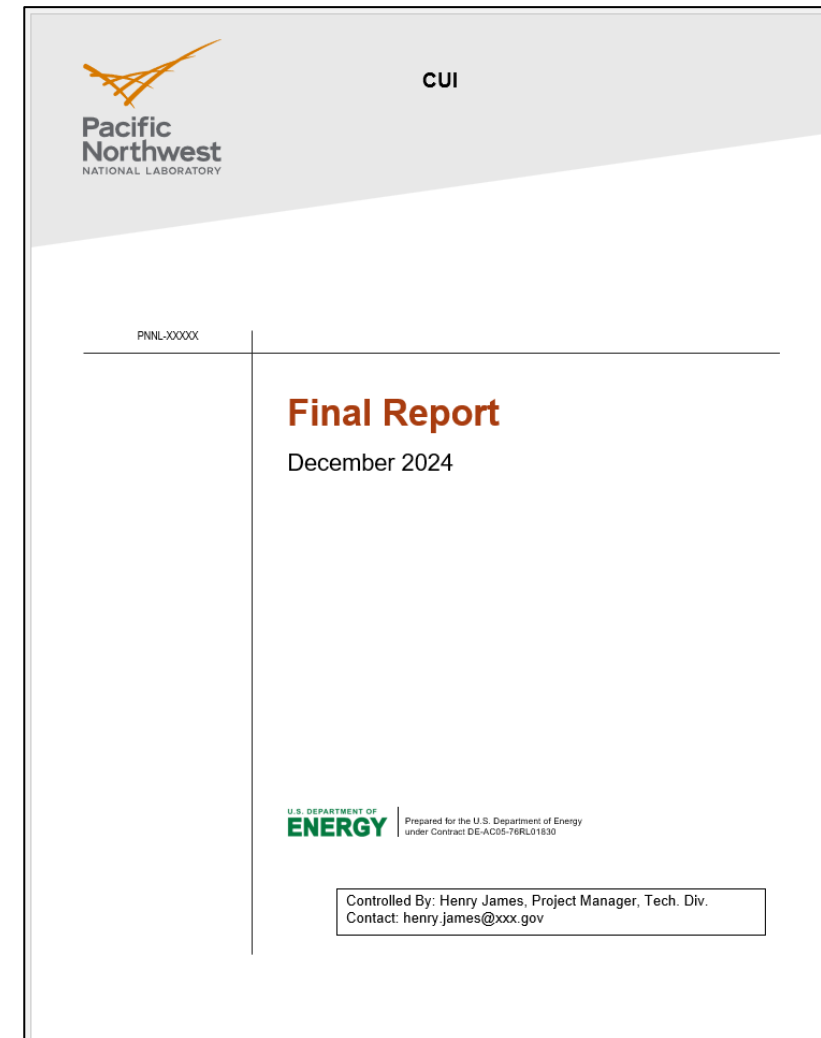 CUI
Pacific
Northwest
NATIONAL LABORATORY
PNNL-XXXXX
Final Report
December 2024
U.S. DEPARTMENT OF
ENERGY
Prepared for the U.S. Department of Energy
under Contract DE-AC05-76RL01830
Controlled By: Henry James, Project Manager, Tech. Div.
Contact: henry.james@xxx.gov